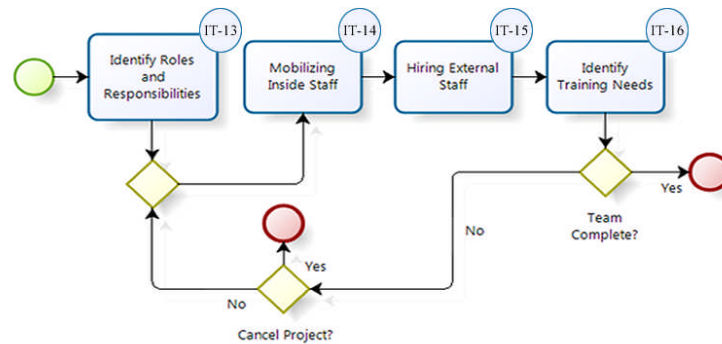 IT-13
Identify Roles
and
Responsibilities
IT-14
Mobilizing
Inside Staff
IT-15
Hiring External
Staff
IT-16
Identify
Training Needs
Yes
Team
Complete?
No
Yes
No
Cancel Project?